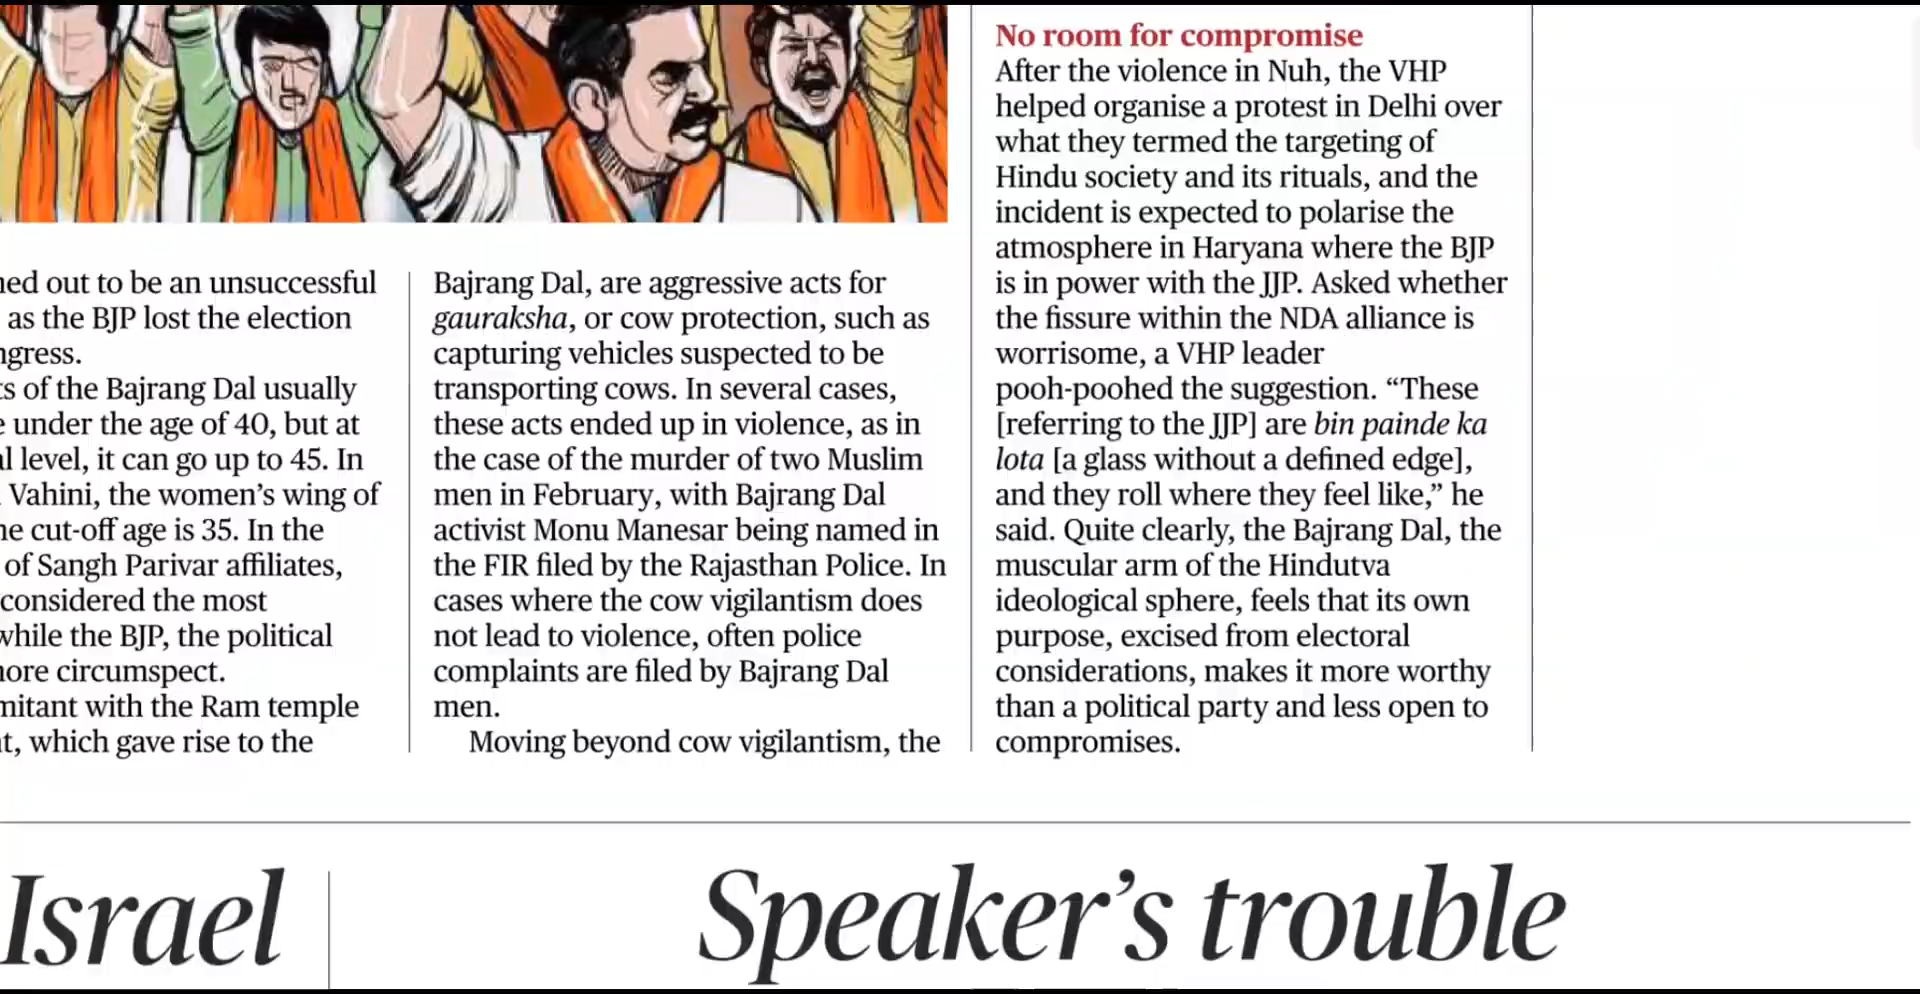 out to be an unsuccessful
as the BJP lost the election
of the Bajrang Dal usually
under the age of 40, but at
level, it can go up to 45. In
Vahini, the women’s wing of
cut-off age is 35. In the
of Sangh Parivar affiliates,
considered the most
while the BJP, the political
more circumspect.
with the Ram temple
which gave rise to the
Bajrang Dal, are aggressive acts for
gauraksha, or cow protection, such as
capturing vehicles suspected to be
transporting cows. In several cases,
these acts ended up in violence, as in
the case of the murder of two Muslim
men in February, with Bajrang Dal
activist Monu Manesar being named in
the FIR filed by the Rajasthan Police. In
cases where the cow vigilantism does
not lead to violence, often police
complaints are filed by Bajrang Dal
men.
Moving beyond cow vigilantism, the
No room for compromise
After the violence in Nuh, the VHP
helped organise a protest in Delhi over
what they termed the targeting of
Hindu society and its rituals, and the
incident is expected to polarise the
atmosphere in Haryana where the BJP
is in power with the JJP. Asked whether
the fissure within the NDA alliance is
worrisome, a VHP leader
pooh-poohed the suggestion. “These
[referring to the JJP] are bin painde ka
lota [a glass without a defined edge],
and they roll where they feel like,” he
said. Quite clearly, the Bajrang Dal, the
muscular arm of the Hindutva
ideological sphere, feels that its own
purpose, excised from electoral
considerations, makes it more worthy
than a political party and less open to
compromises.
Israel
Speaker’s trouble